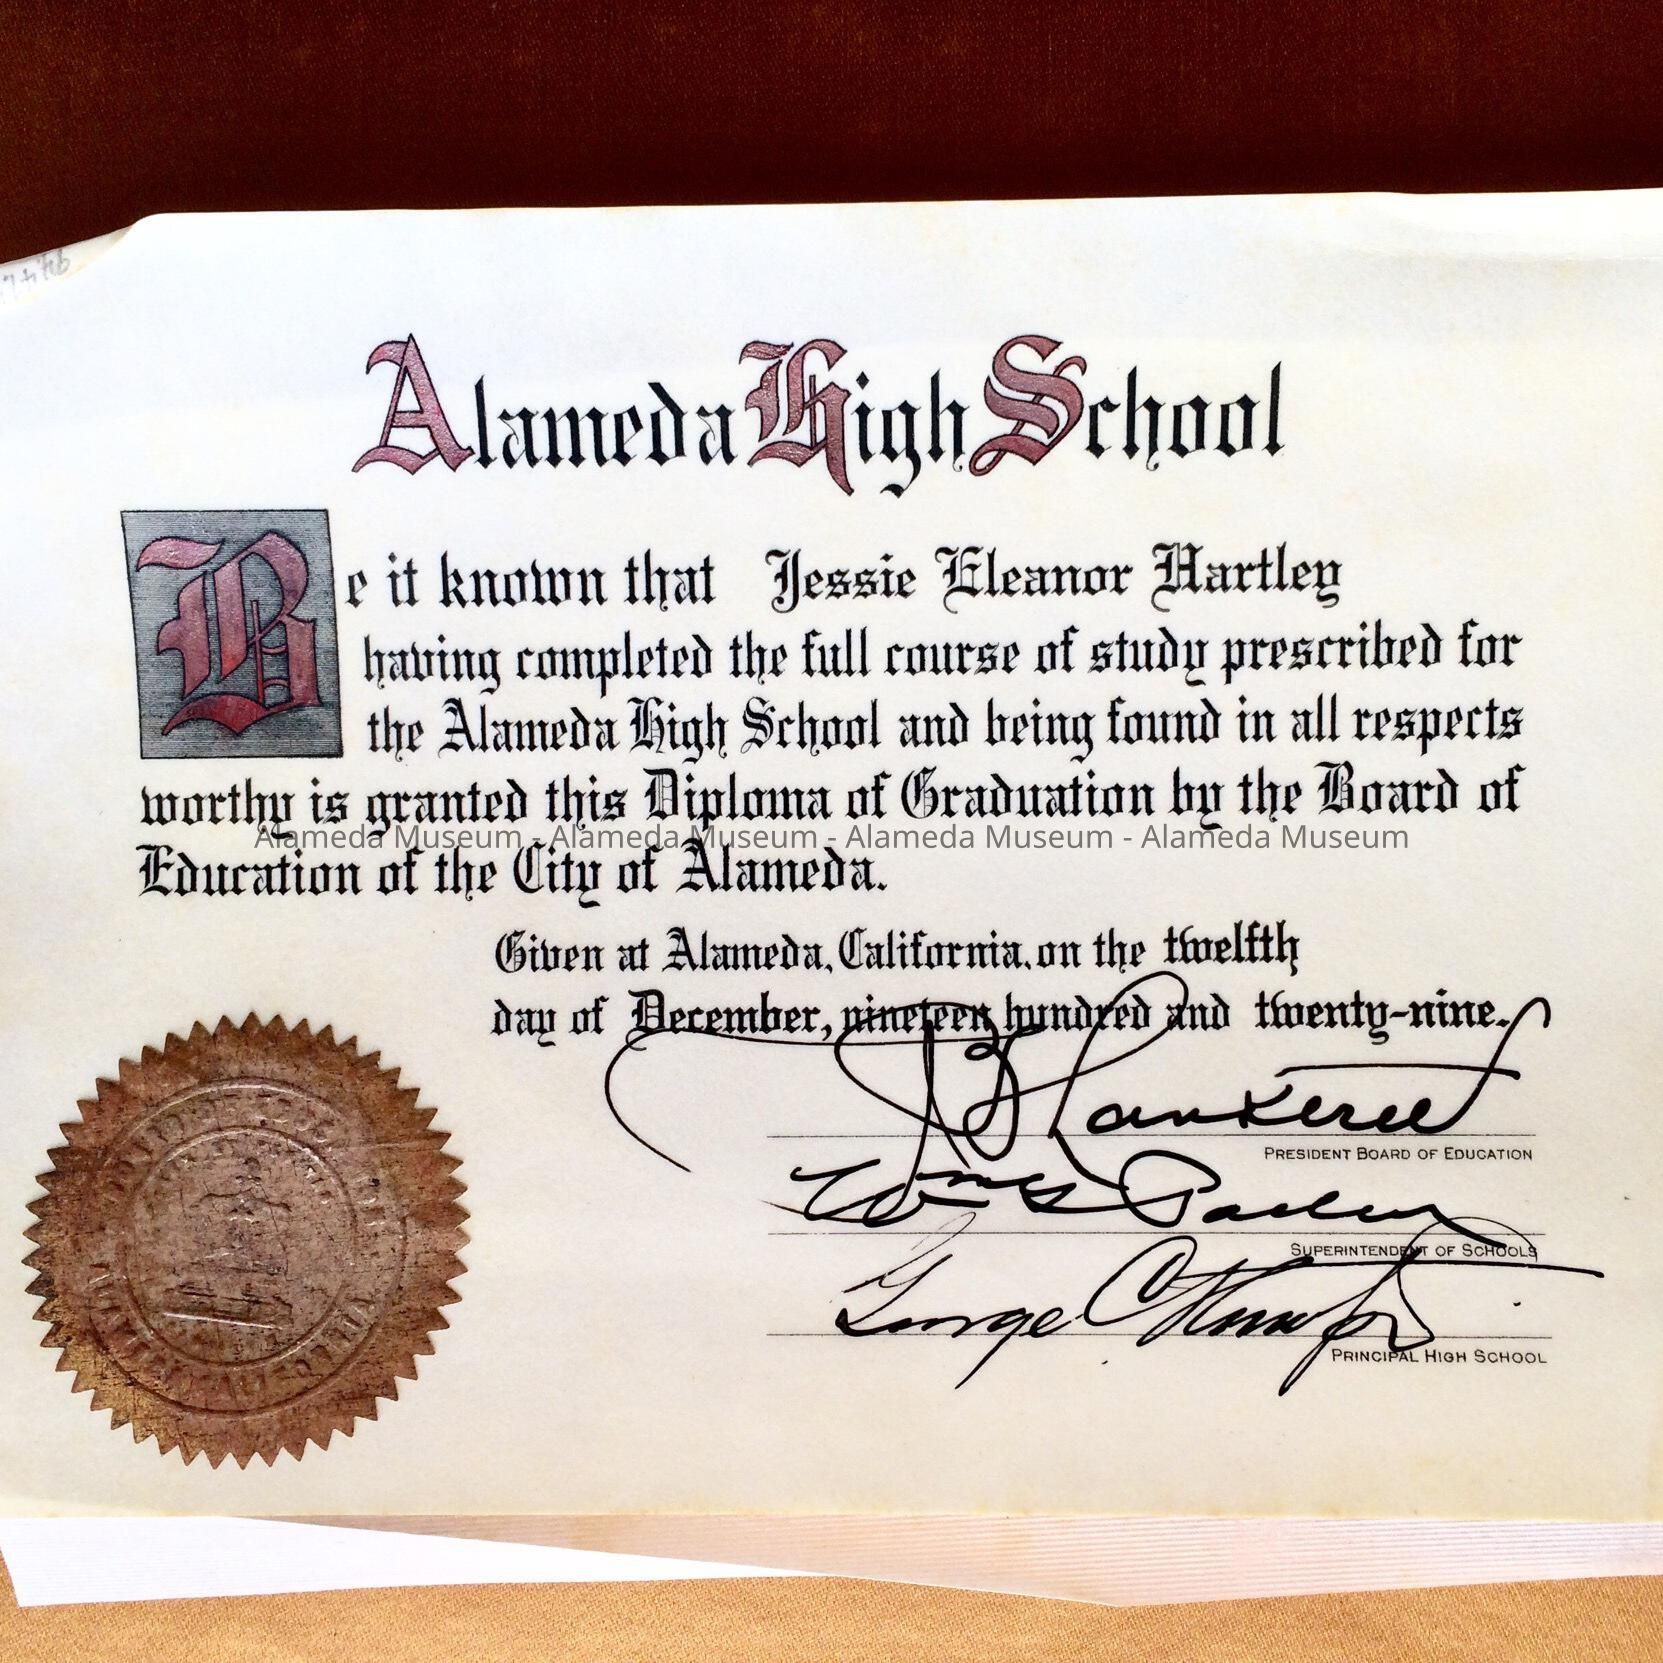 Alameda High School
Be it known that Jessie Eleanor Hartley
having completed the full course of study prescribed for
the Alameda High School and being found in all respects
worthy is granted this Diploma of Graduation by the Board of
Alameda Museum - Alameda Museum - Alameda Museum - Alameda Museum
Education of the City of Alameda.
Given at Alameda, California, on the twelfth
day of December, nineteen hundred and twenty-nine.
PRESIDENT BOARD OF EDUCATION
Wm G Paden
SUPERINTENDENT OF SCHOOLS
George C Thompson
PRINCIPAL HIGH SCHOOL